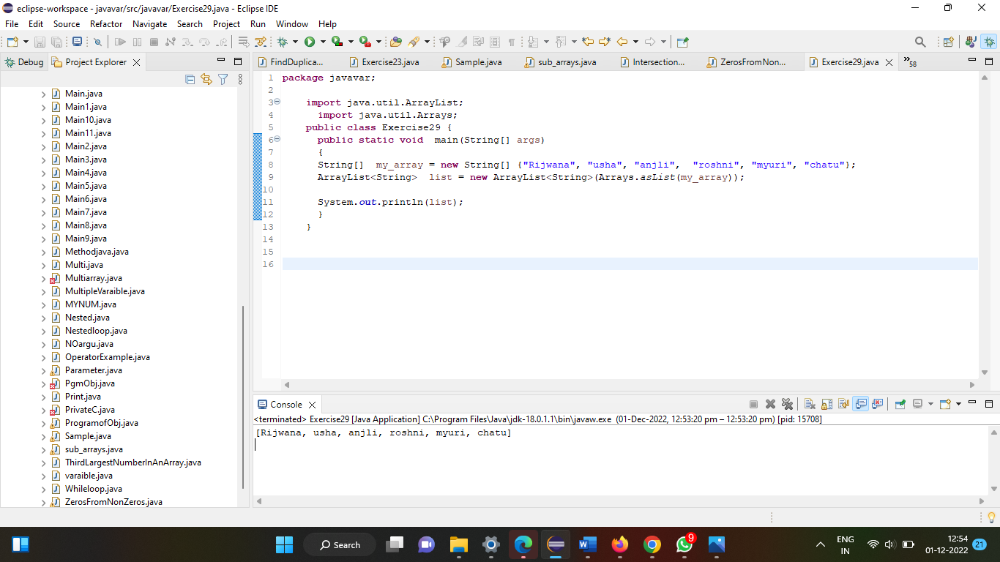 eclipse-workspace - javavar/src/javavar/Exercise29.java - Eclipse IDE
File Edit Source Refactor Navigate Search Project Run Window Help
Debug Project Explorer
Main.java
Main1.java
Main10.java
Main11.java
Main2.java
Main3.java
Main4.java
Main5.java
Main6.java
Main7.java
Main8.java
Main9.java
Methodjava.java
Multi.java
Multiarray.java
MultipleVaraible.java
MYNUM.java
Nested.java
Nestedloop.java
NOargu.java
OperatorExample.java
Parameter.java
PgmObj.java
Print.java
PrivateC.java
ProgramofObj.java
Sample.java
sub_arrays.java
ThirdLargestNumberInAnArray.java
varaible.java
Whileloop.java
ZerosFromNonZeros.java
FindDuplica... Exercise23.java Sample.java sub_arrays.java Intersection... ZerosFromNon... Exercise29.java »58
1 package javavar;
2
3 import java.util.ArrayList;
4 import java.util.Arrays;
5 public class Exercise29 {
6 public static void  main(String[] args)
7 {
8 String[]  my_array = new String[] {"Rijwana", "usha", "anjli",  "roshni", "myuri", "chatu"};
9 ArrayList<String>  list = new ArrayList<String>(Arrays.asList(my_array));
10
11 System.out.println(list);
12 }
13 }
14
15
16
Console
<terminated> Exercise29 [Java Application] C:\Program Files\Java\jdk-18.0.1.1\bin\javaw.exe (01-Dec-2022, 12:53:20 pm – 12:53:20 pm) [pid: 15708]
[Rijwana, usha, anjli, roshni, myuri, chatu]
Search
9
ENG
IN
12:54
01-12-2022
21